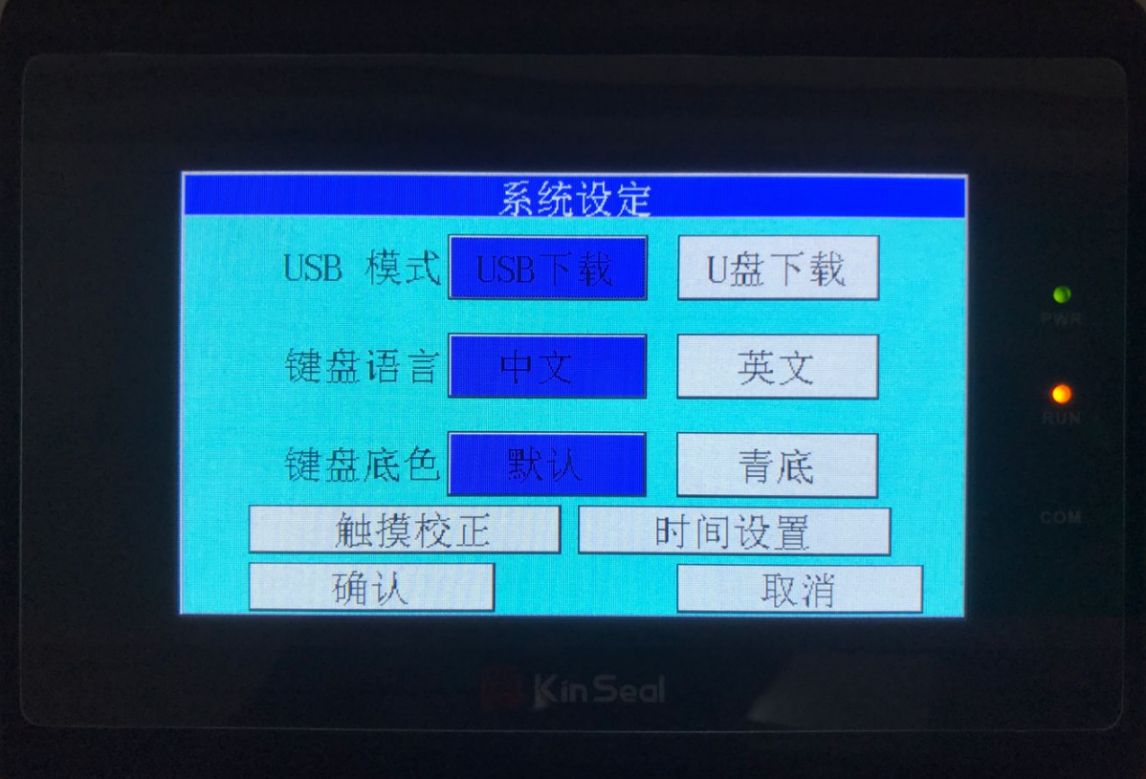 系统设定
USB 模式 USB下载 U盘下载
键盘语言 中文 英文
键盘底色 默认 青底
触摸校正 时间设置
确认 取消
PWR
RUN
COM
KinSeal